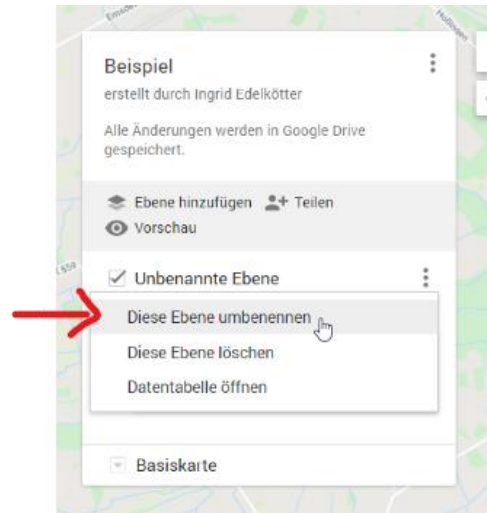 Beispiel
erstellt durch Ingrid Edelkötter
Alle Änderungen werden in Google Drive
gespeichert.
Ebene hinzufügen
Teilen
Vorschau
L 559
Unbenannte Ebene
Diese Ebene umbenennen
Diese Ebene löschen
Datentabelle öffnen
Basiskarte